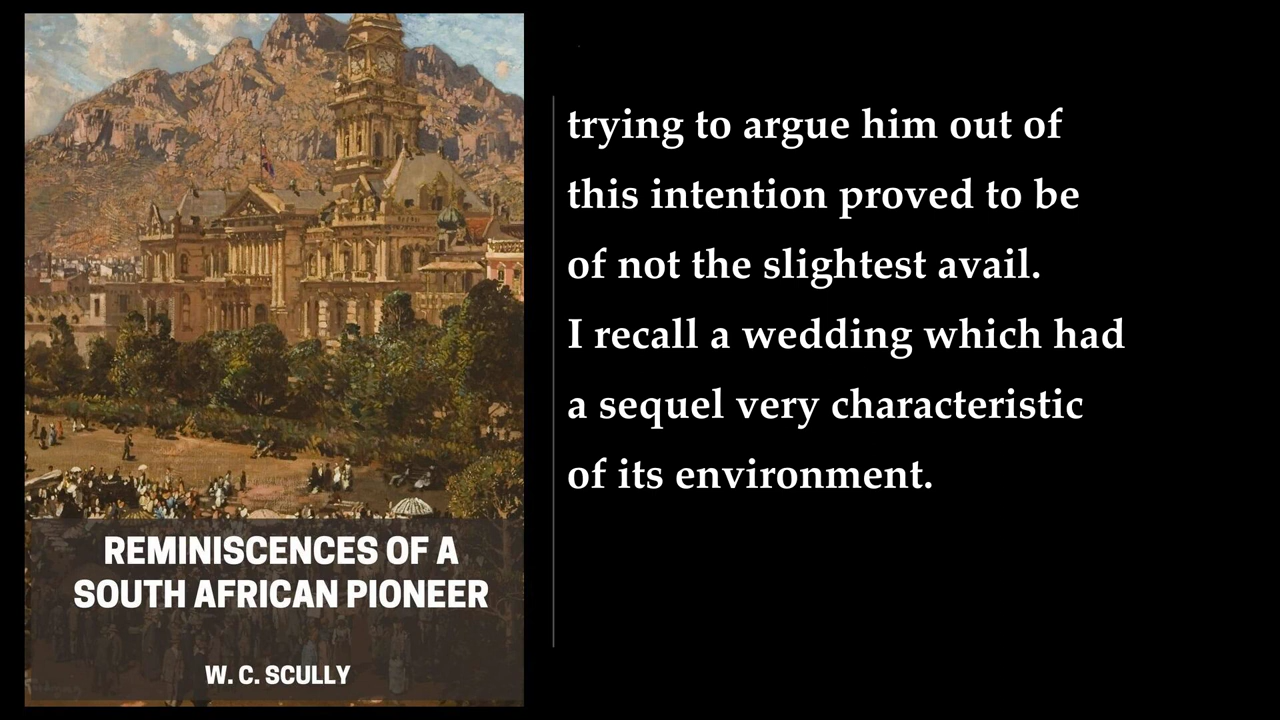 REMINISCENCES OF A
SOUTH AFRICAN PIONEER
W. C. SCULLY
trying to argue him out of
this intention proved to be
of not the slightest avail.
I recall a wedding which had
a sequel very characteristic
of its environment.